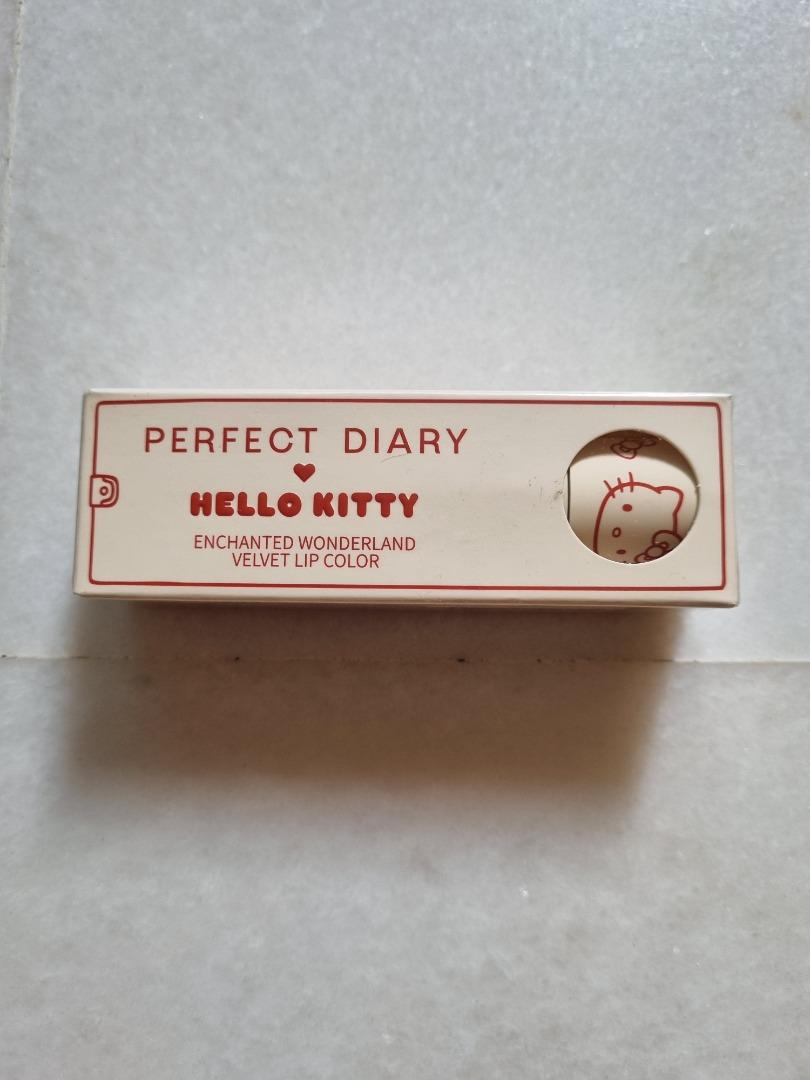 PERFECT DIARY
HELLO KITTY
ENCHANTED WONDERLAND
VELVET LIP COLOR